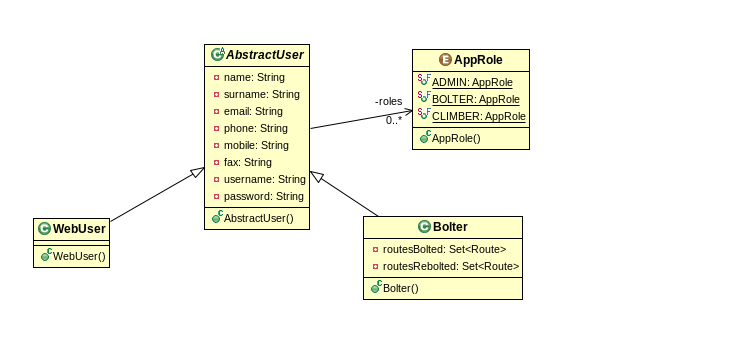 AbstractUser
name: String
surname: String
email: String
phone: String
mobile: String
fax: String
username: String
password: String
AbstractUser()
-roles
0..*
AppRole
ADMIN: AppRole
BOLTER: AppRole
CLIMBER: AppRole
AppRole()
WebUser
WebUser()
Bolter
routesBolted: Set<Route>
routesRebolted: Set<Route>
Bolter()